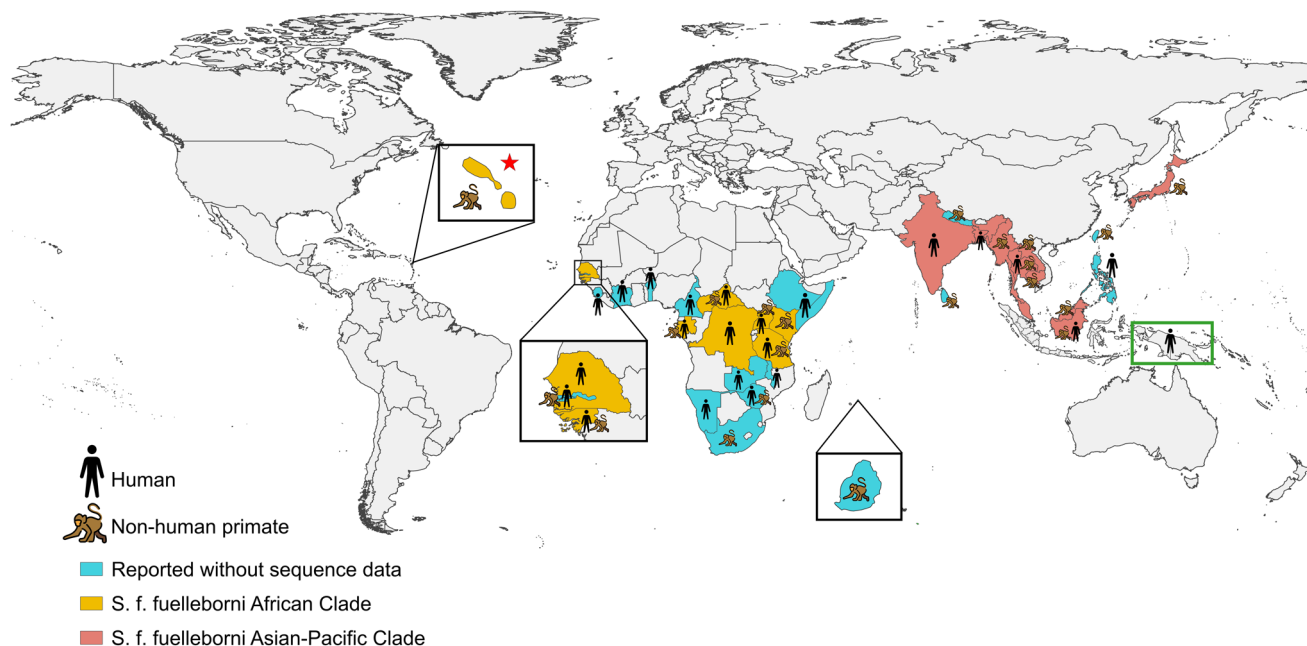 Human
Non-human primate
Reported without sequence data
S. f. fuelleborni African Clade
S. f. fuelleborni Asian-Pacific Clade